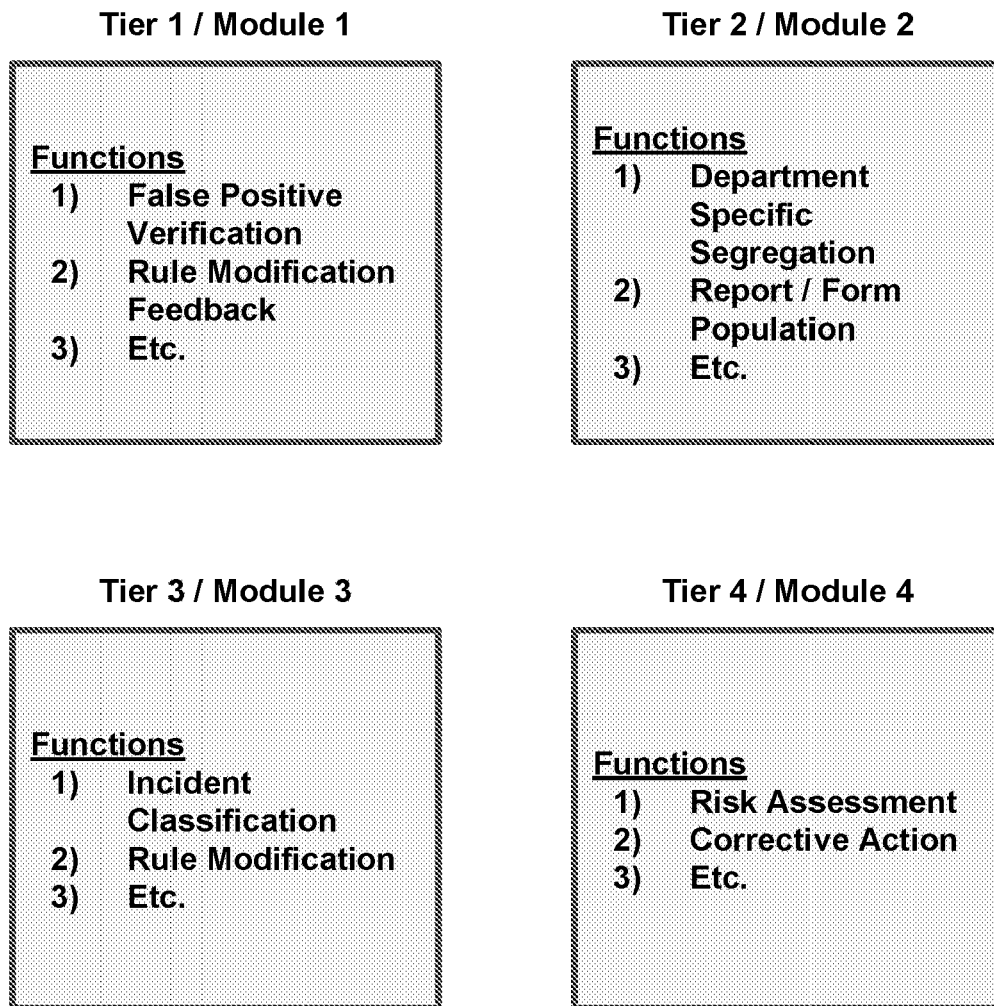 Tier 1 / Module 1
Functions
1) False Positive
Verification
2) Rule Modification
Feedback
3) Etc.
Tier 2 / Module 2
Functions
1) Department
Specific
Segregation
2) Report / Form
Population
3) Etc.
Tier 3 / Module 3
Functions
1) Incident
Classification
2) Rule Modification
3) Etc.
Tier 4 / Module 4
Functions
1) Risk Assessment
2) Corrective Action
3) Etc.